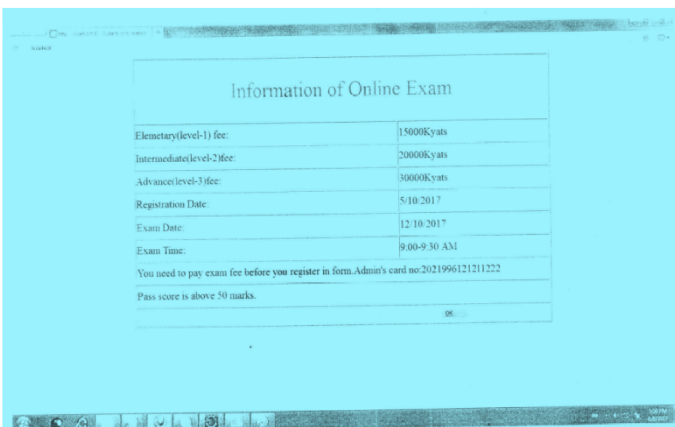 Information of Online Exam
Elemetary(level-1) fee: 15000Kyats
Intermediate(level-2)fee: 20000Kyats
Advance(level-3)fee: 30000Kyats
Registration Date: 5/10/2017
Exam Date: 12/10/2017
Exam Time: 9:00-9:30 AM
You need to pay exam fee before you register in form.Admin's card no:2021996121211222
Pass score is above 50 marks.
OK